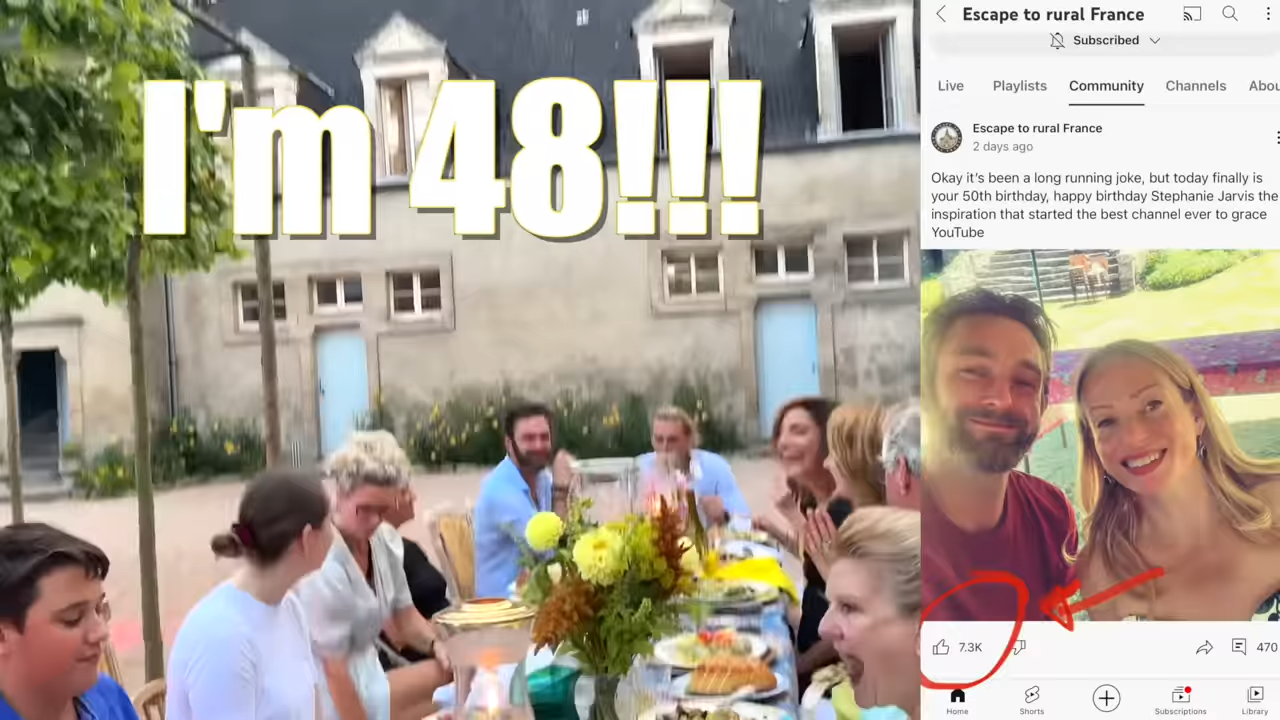 I'm 48!!!
Escape to rural France
Subscribed
Live Playlists Community Channels Abou
Escape to rural France
2 days ago
Okay it's been a long running joke, but today finally is
your 50th birthday, happy birthday Stephanie Jarvis the
inspiration that started the best channel ever to grace
YouTube
7.3K 470
Home Shorts Subscriptions Library